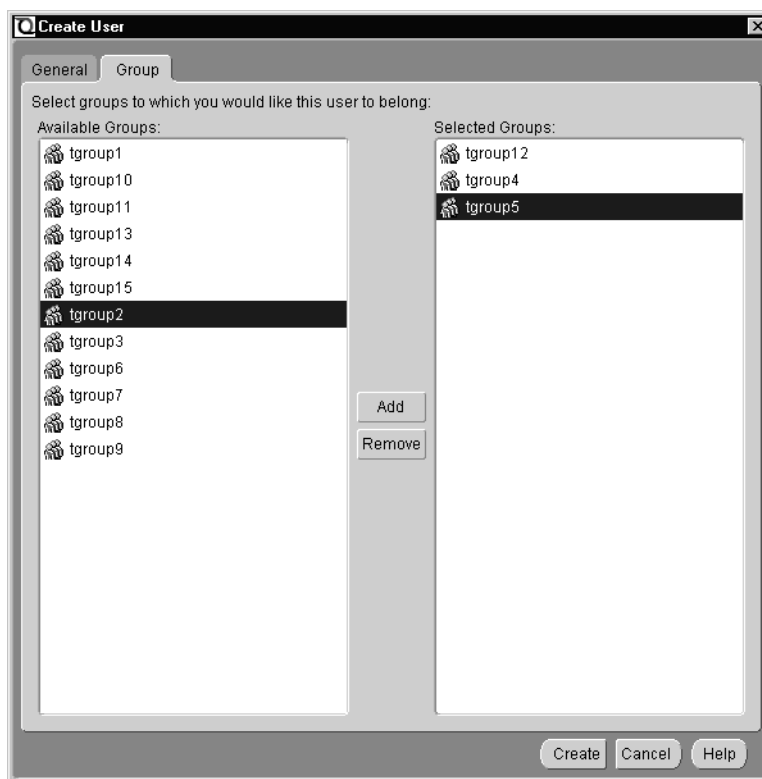 Create User
General Group
Select groups to which you would like this user to belong:
Available Groups:
tgroup1
tgroup10
tgroup11
tgroup13
tgroup14
tgroup15
tgroup2
tgroup3
tgroup6
tgroup7
tgroup8
tgroup9
Add
Remove
Selected Groups:
tgroup12
tgroup4
tgroup5
Create Cancel Help